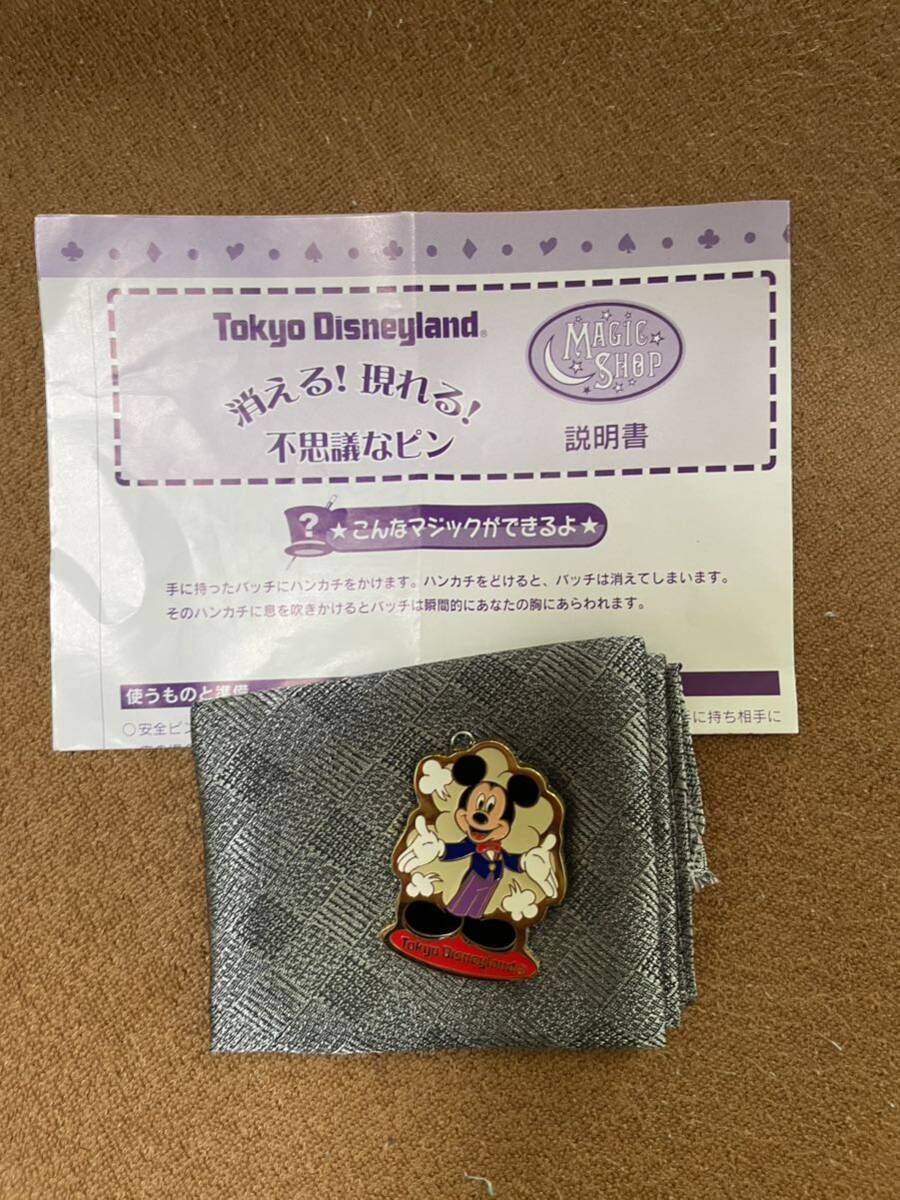 Tokyo Disneyland®
消える！現れる！
不思議なピン
MAGIC
SHOP
説明書
?
★こんなマジックができるよ★
手に持ったバッチにハンカチをかけます。ハンカチをどけると、バッチは消えてしまいます。
そのハンカチに息を吹きかけるとバッチは瞬間的にあなたの胸にあらわれます。
使うものと準備
○安全ピン
に持ち相手に
Tokyo Disneyland®